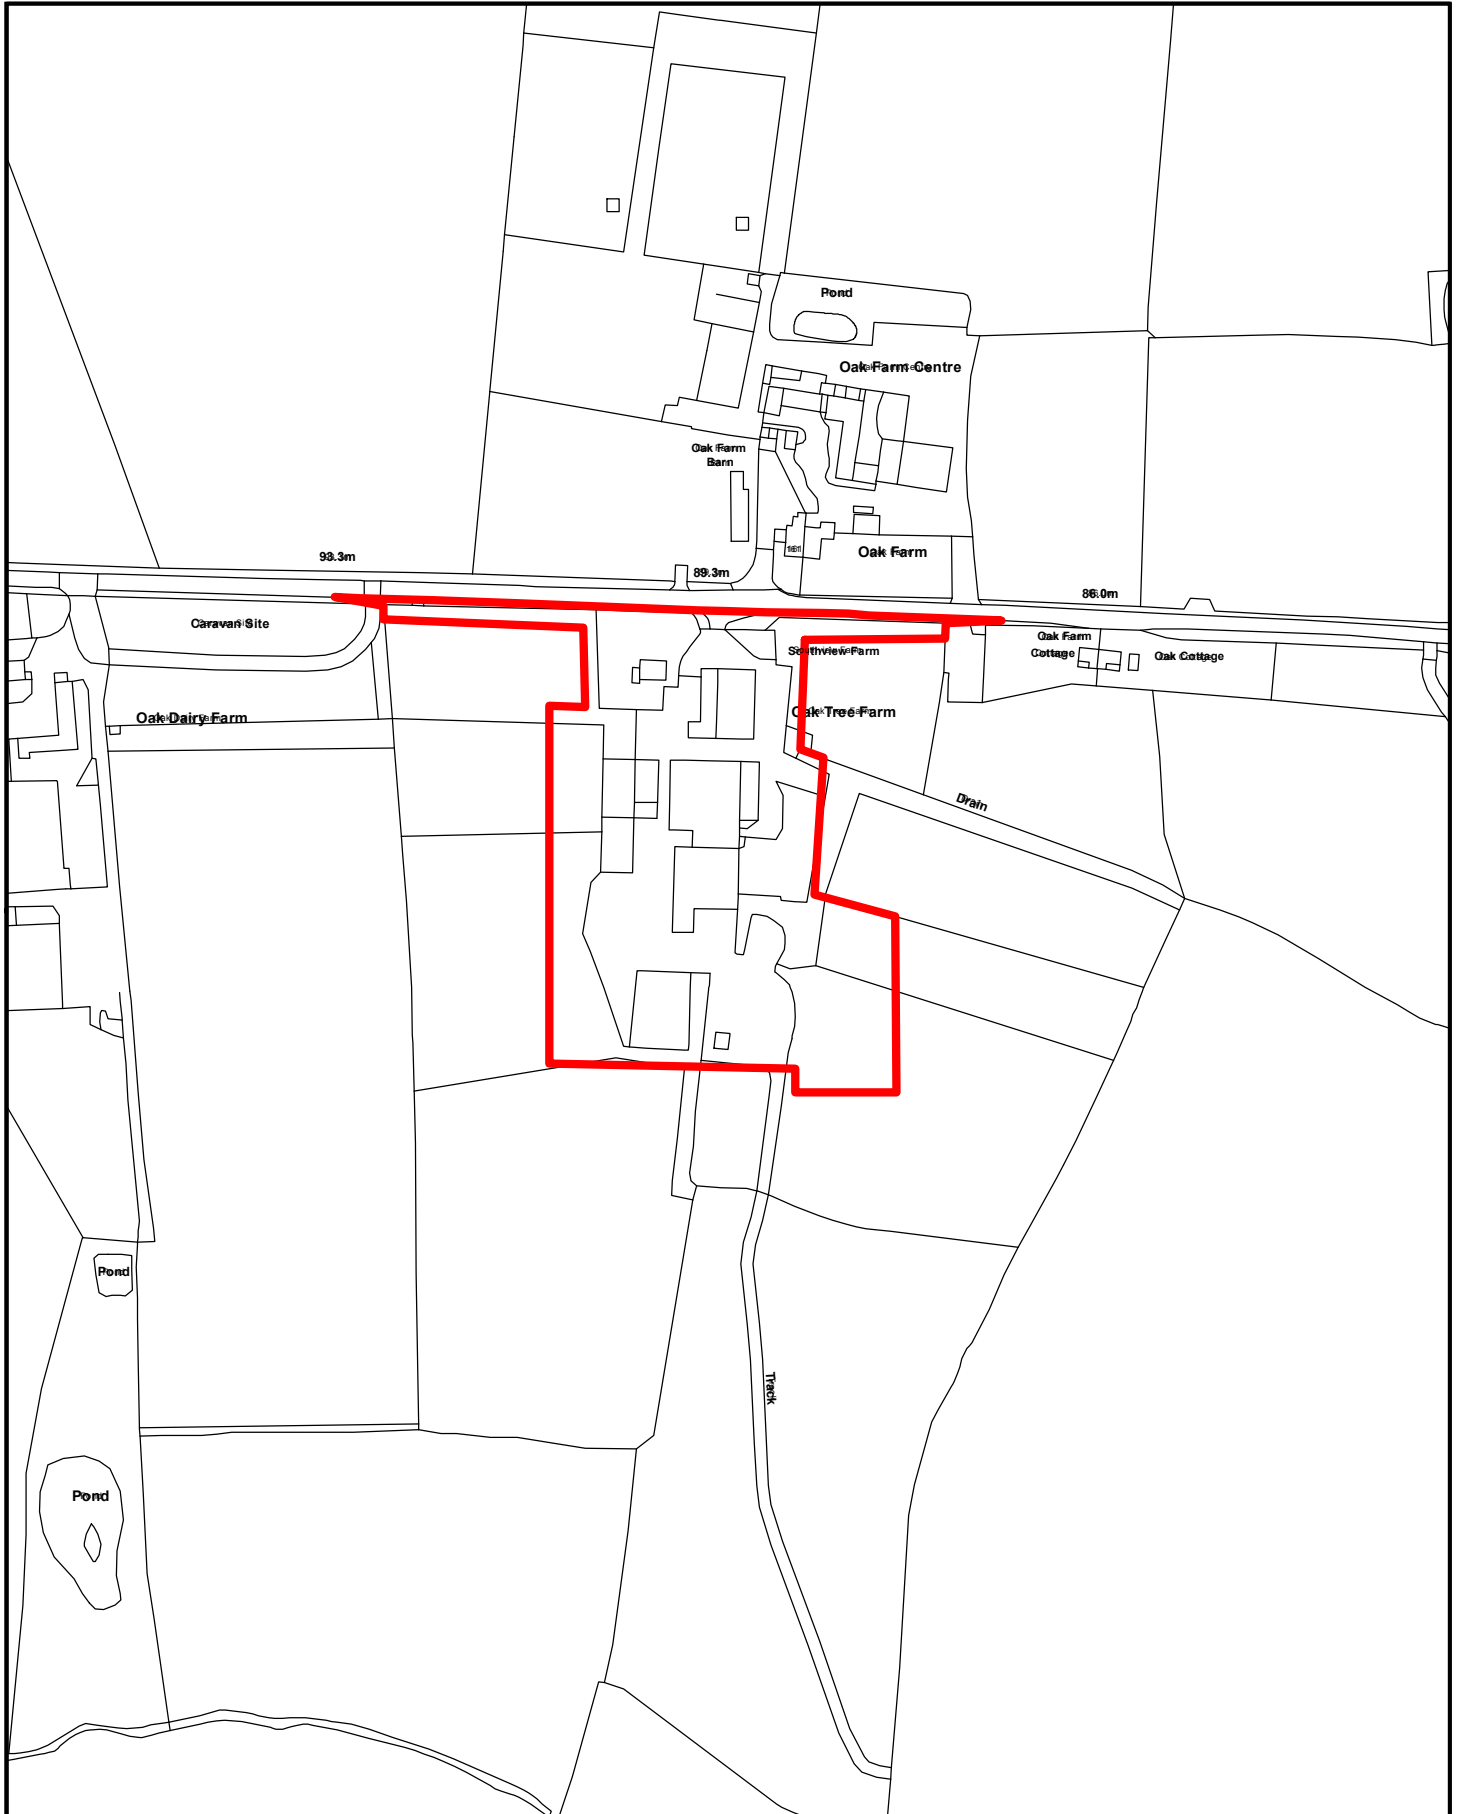 Pond
Oak Farm Centre
Oak Farm
Barn
161
Oak Farm
93.3m
89.3m
86.0m
Caravan Site
Southview Farm
Oak Farm
Cottage
Oak Cottage
Oak Dairy Farm
Oak Tree Farm
Drain
Pond
Track
Pond